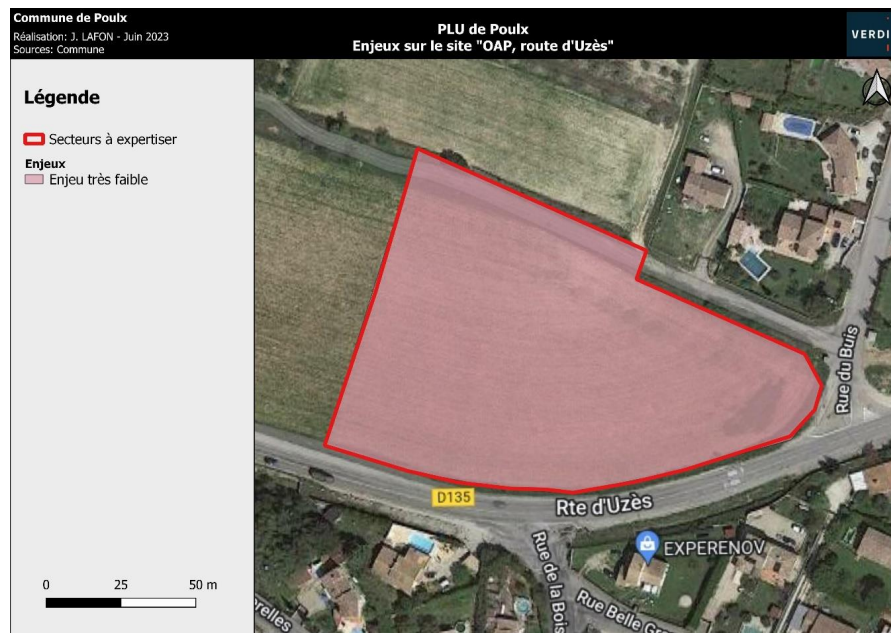 Commune de Poulx
Réalisation: J. LAFON - Juin 2023
Sources: Commune
PLU de Poulx
Enjeux sur le site "OAP, route d'Uzès"
VERDI
Légende
Secteurs à expertiser
Enjeux
Enjeu très faible
0 25 50 m
Rue du Buis
D135
Rte d'Uzès
EXPERENOV
Rue de la Bois
Rue Belle Gr
relles